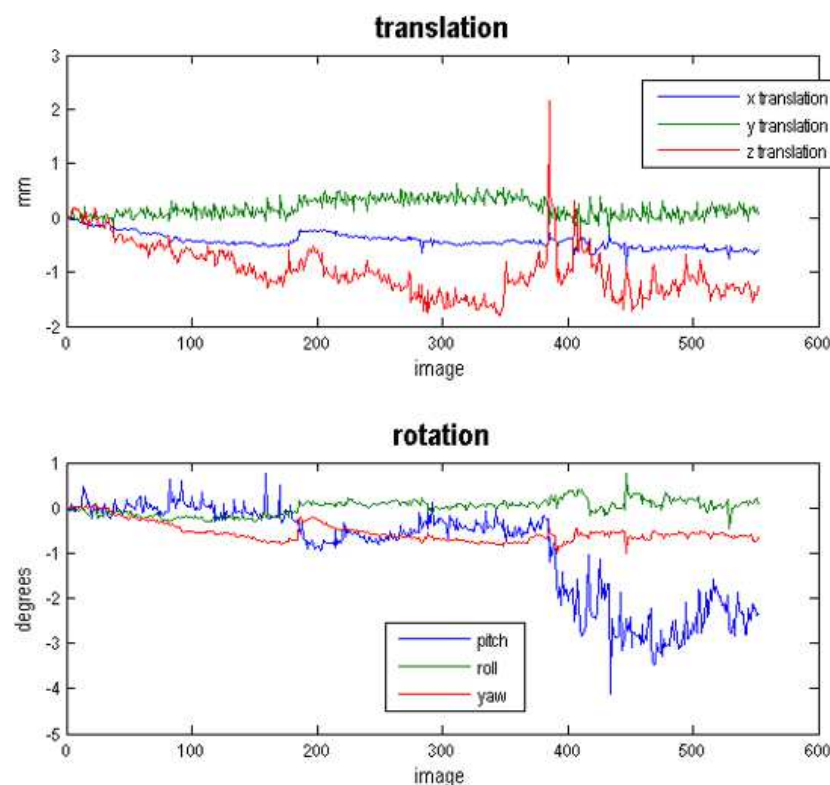 translation
3
2
1
0
-1
-2
mm
x translation
y translation
z translation
0 100 200 300 400 500 600
image
rotation
1
0
-1
-2
-3
-4
-5
degrees
pitch
roll
yaw
0 100 200 300 400 500 600
image